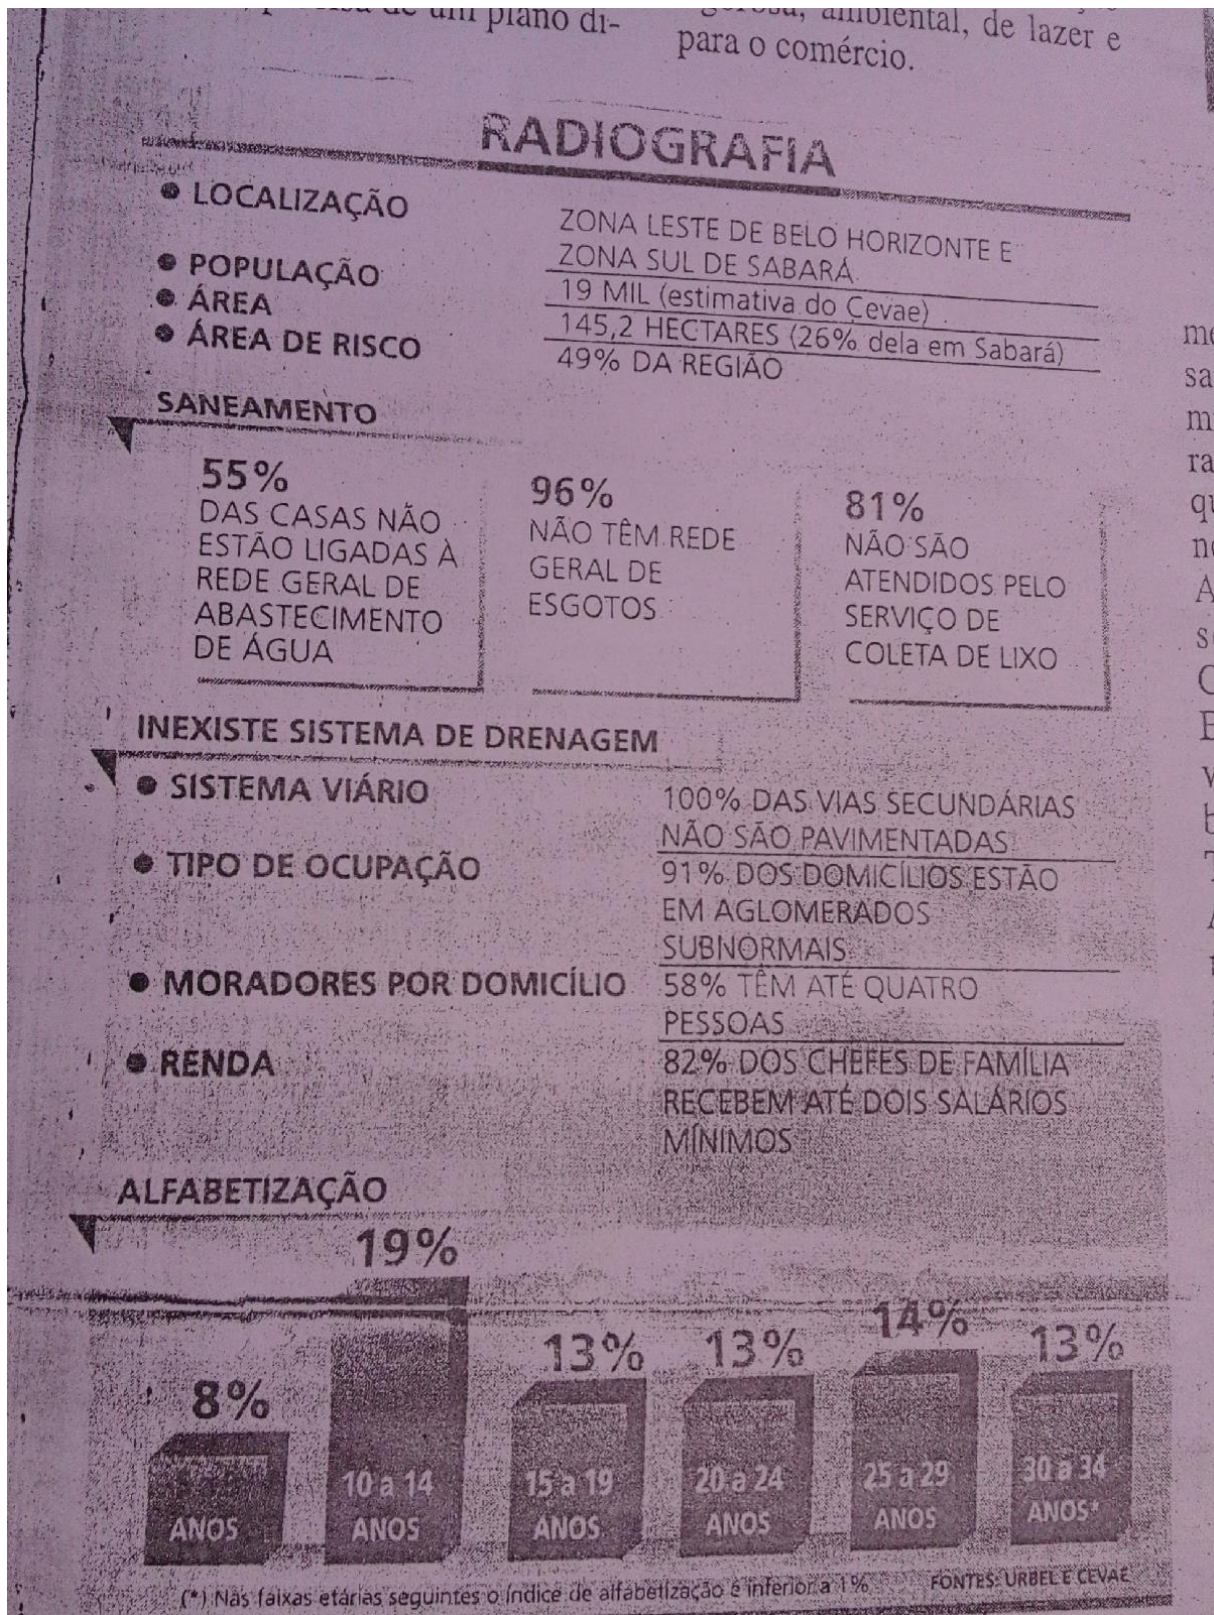 de um plano di-
ambiental, de lazer e
para o comércio.
RADIOGRAFIA
● LOCALIZAÇÃO
ZONA LESTE DE BELO HORIZONTE E
ZONA SUL DE SABARÁ
● POPULAÇÃO
19 MIL (estimativa do Cevae)
● ÁREA
145,2 HECTARES (26% dela em Sabará)
● ÁREA DE RISCO
49% DA REGIÃO
SANEAMENTO
55%
DAS CASAS NÃO
ESTÃO LIGADAS À
REDE GERAL DE
ABASTECIMENTO
DE ÁGUA
96%
NÃO TÊM REDE
GERAL DE
ESGOTOS
81%
NÃO SÃO
ATENDIDOS PELO
SERVIÇO DE
COLETA DE LIXO
INEXISTE SISTEMA DE DRENAGEM
● SISTEMA VIÁRIO
100% DAS VIAS SECUNDÁRIAS
NÃO SÃO PAVIMENTADAS
● TIPO DE OCUPAÇÃO
91% DOS DOMICÍLIOS ESTÃO
EM AGLOMERADOS
SUBNORMAIS
● MORADORES POR DOMICÍLIO
58% TÊM ATÉ QUATRO
PESSOAS
● RENDA
82% DOS CHEFES DE FAMÍLIA
RECEBEM ATÉ DOIS SALÁRIOS
MÍNIMOS
ALFABETIZAÇÃO
8%
ANOS
19%
10 a 14
ANOS
13%
15 a 19
ANOS
13%
20 a 24
ANOS
14%
25 a 29
ANOS
13%
30 a 34
ANOS*
(*) Nas faixas etárias seguintes o índice de alfabetização é inferior a 1%
FONTES: URBEL E CEVAE